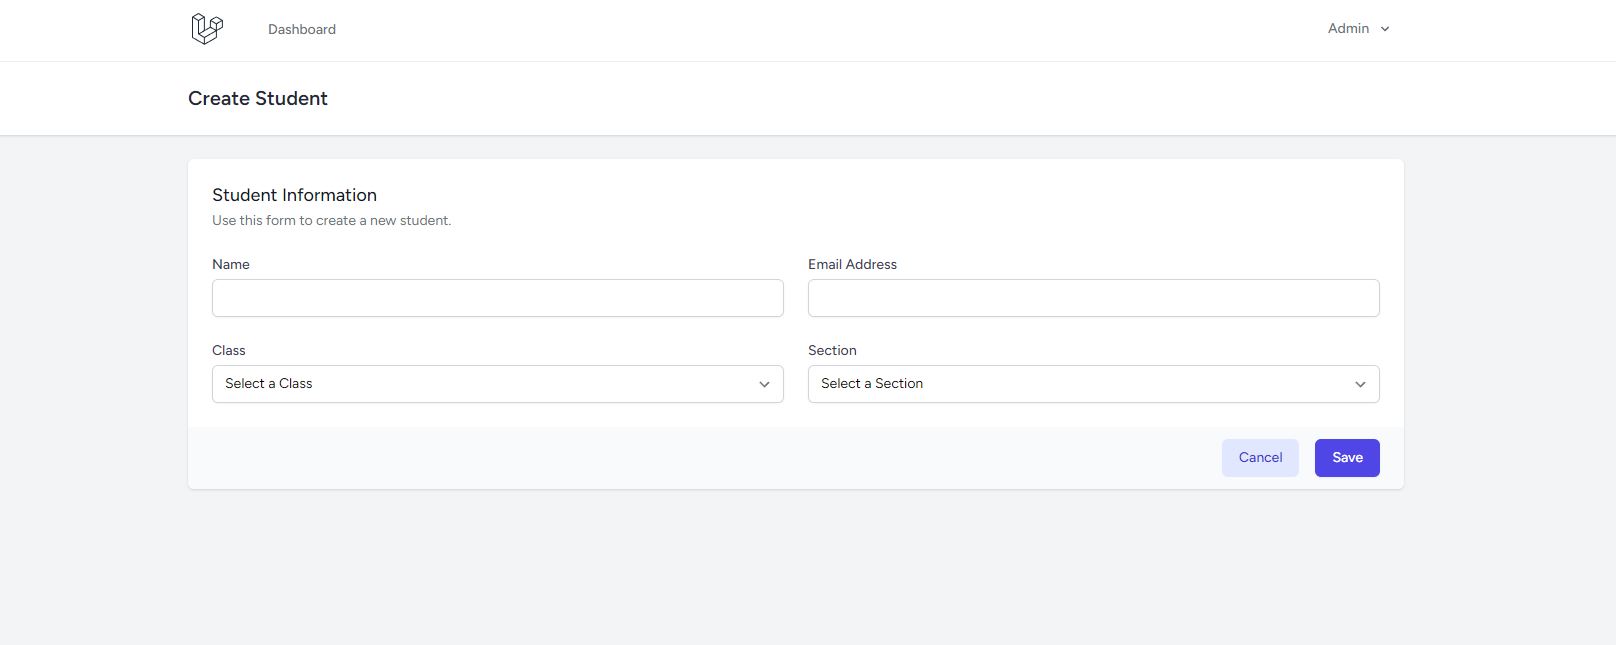 Dashboard
Admin
Create Student
Student Information
Use this form to create a new student.
Name
Email Address
Class
Section
Select a Class
Select a Section
Cancel
Save